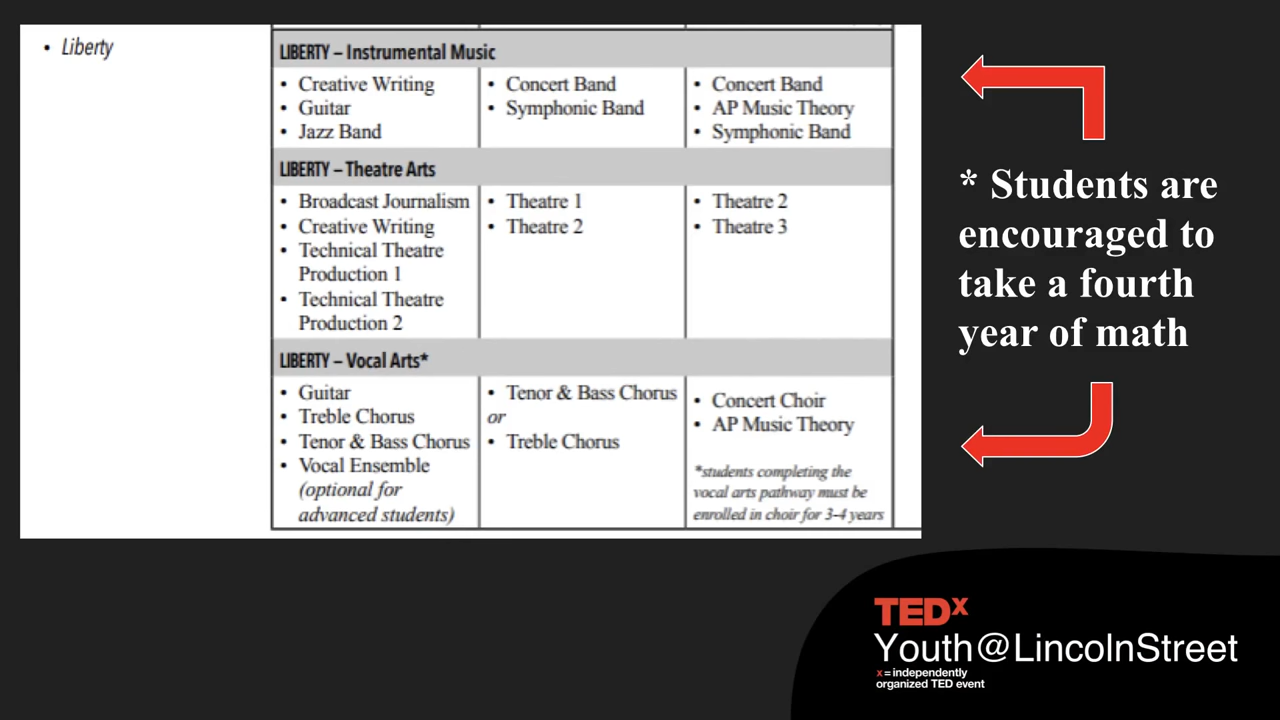 • Liberty
LIBERTY – Instrumental Music
• Creative Writing
• Guitar
• Jazz Band
• Concert Band
• Symphonic Band
• Concert Band
• AP Music Theory
• Symphonic Band
LIBERTY – Theatre Arts
• Broadcast Journalism
• Creative Writing
• Technical Theatre
Production 1
• Technical Theatre
Production 2
• Theatre 1
• Theatre 2
• Theatre 2
• Theatre 3
LIBERTY – Vocal Arts*
• Guitar
• Treble Chorus
• Tenor & Bass Chorus
• Vocal Ensemble
(optional for
advanced students)
• Tenor & Bass Chorus
or
• Treble Chorus
• Concert Choir
• AP Music Theory
*students completing the
vocal arts pathway must be
enrolled in choir for 3-4 years
* Students are
encouraged to
take a fourth
year of math
TEDx
Youth@LincolnStreet
x = independently
organized TED event